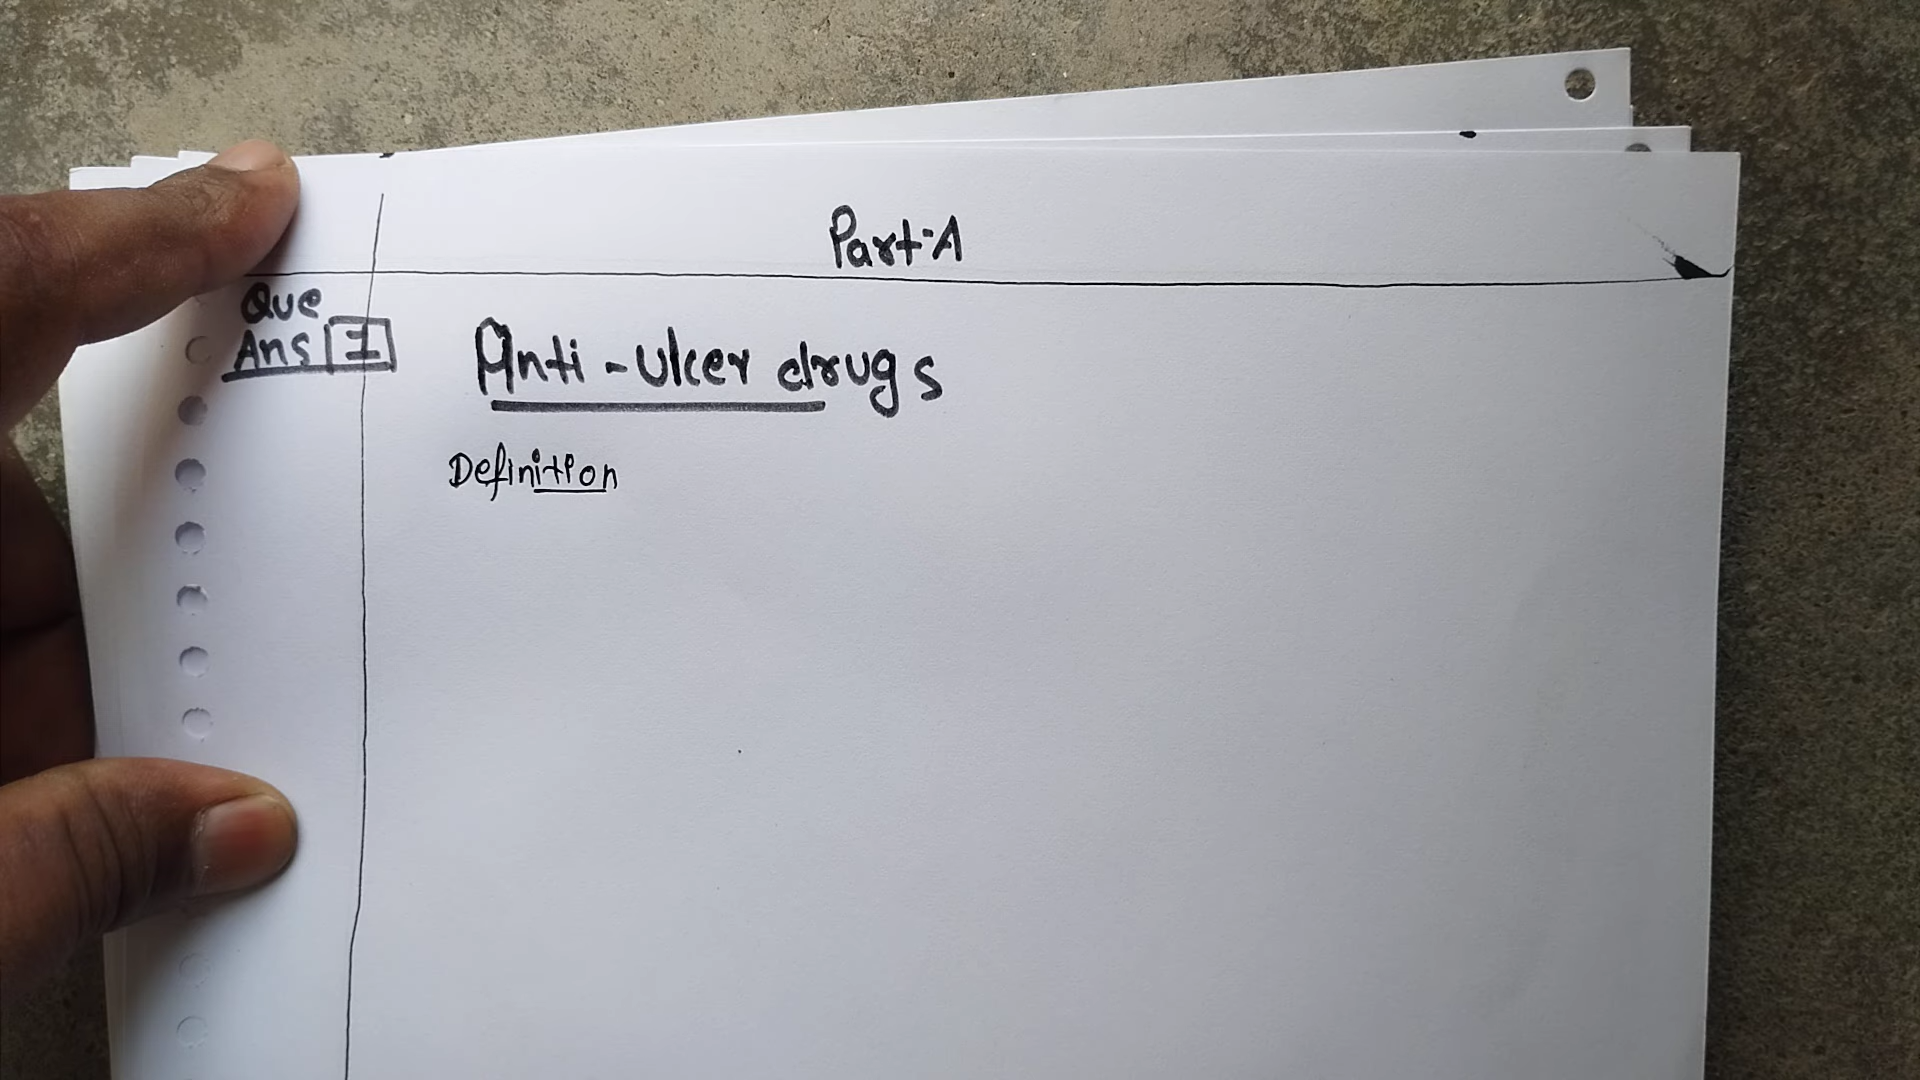 Part:A
Que
Ans 1
Anti-ulcer drugs
Definition